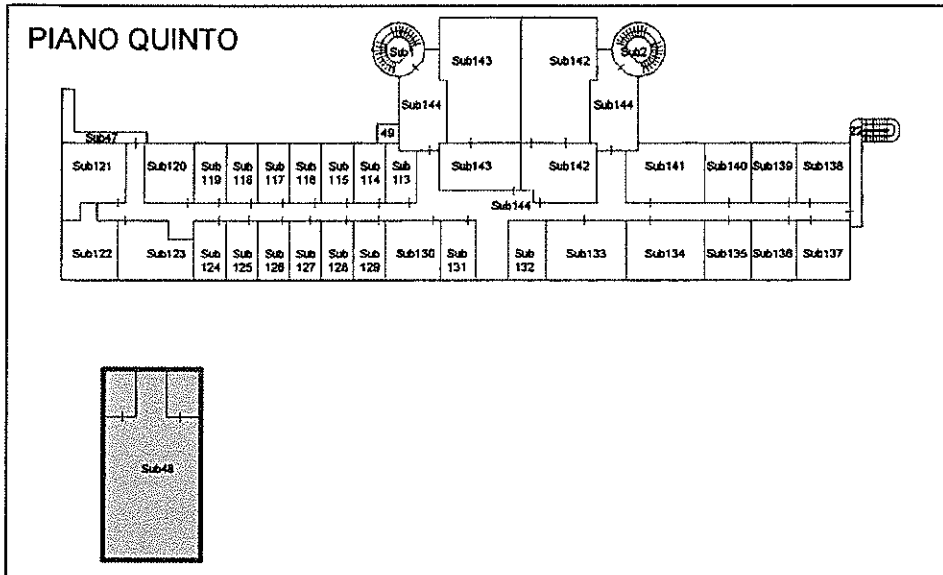 PIANO QUINTO
Sub1
Sub143
Sub142
Sub2
Sub144
Sub144
49
Sub47
22
Sub121
Sub120
Sub 119
Sub 118
Sub 117
Sub 116
Sub 115
Sub 114
Sub 113
Sub143
Sub142
Sub141
Sub140
Sub139
Sub138
Sub144
Sub122
Sub123
Sub 124
Sub 125
Sub 126
Sub 127
Sub 128
Sub 129
Sub130
Sub 131
Sub 132
Sub133
Sub134
Sub135
Sub136
Sub137
Sub48